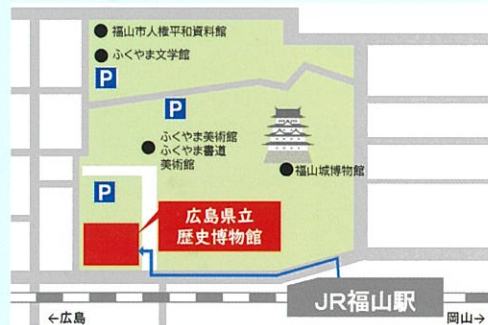 福山市人権平和資料館
ふくやま文学館
P
P
ふくやま美術館
ふくやま書道
美術館
福山城博物館
P
広島県立
歴史博物館
JR福山駅
←広島
岡山→